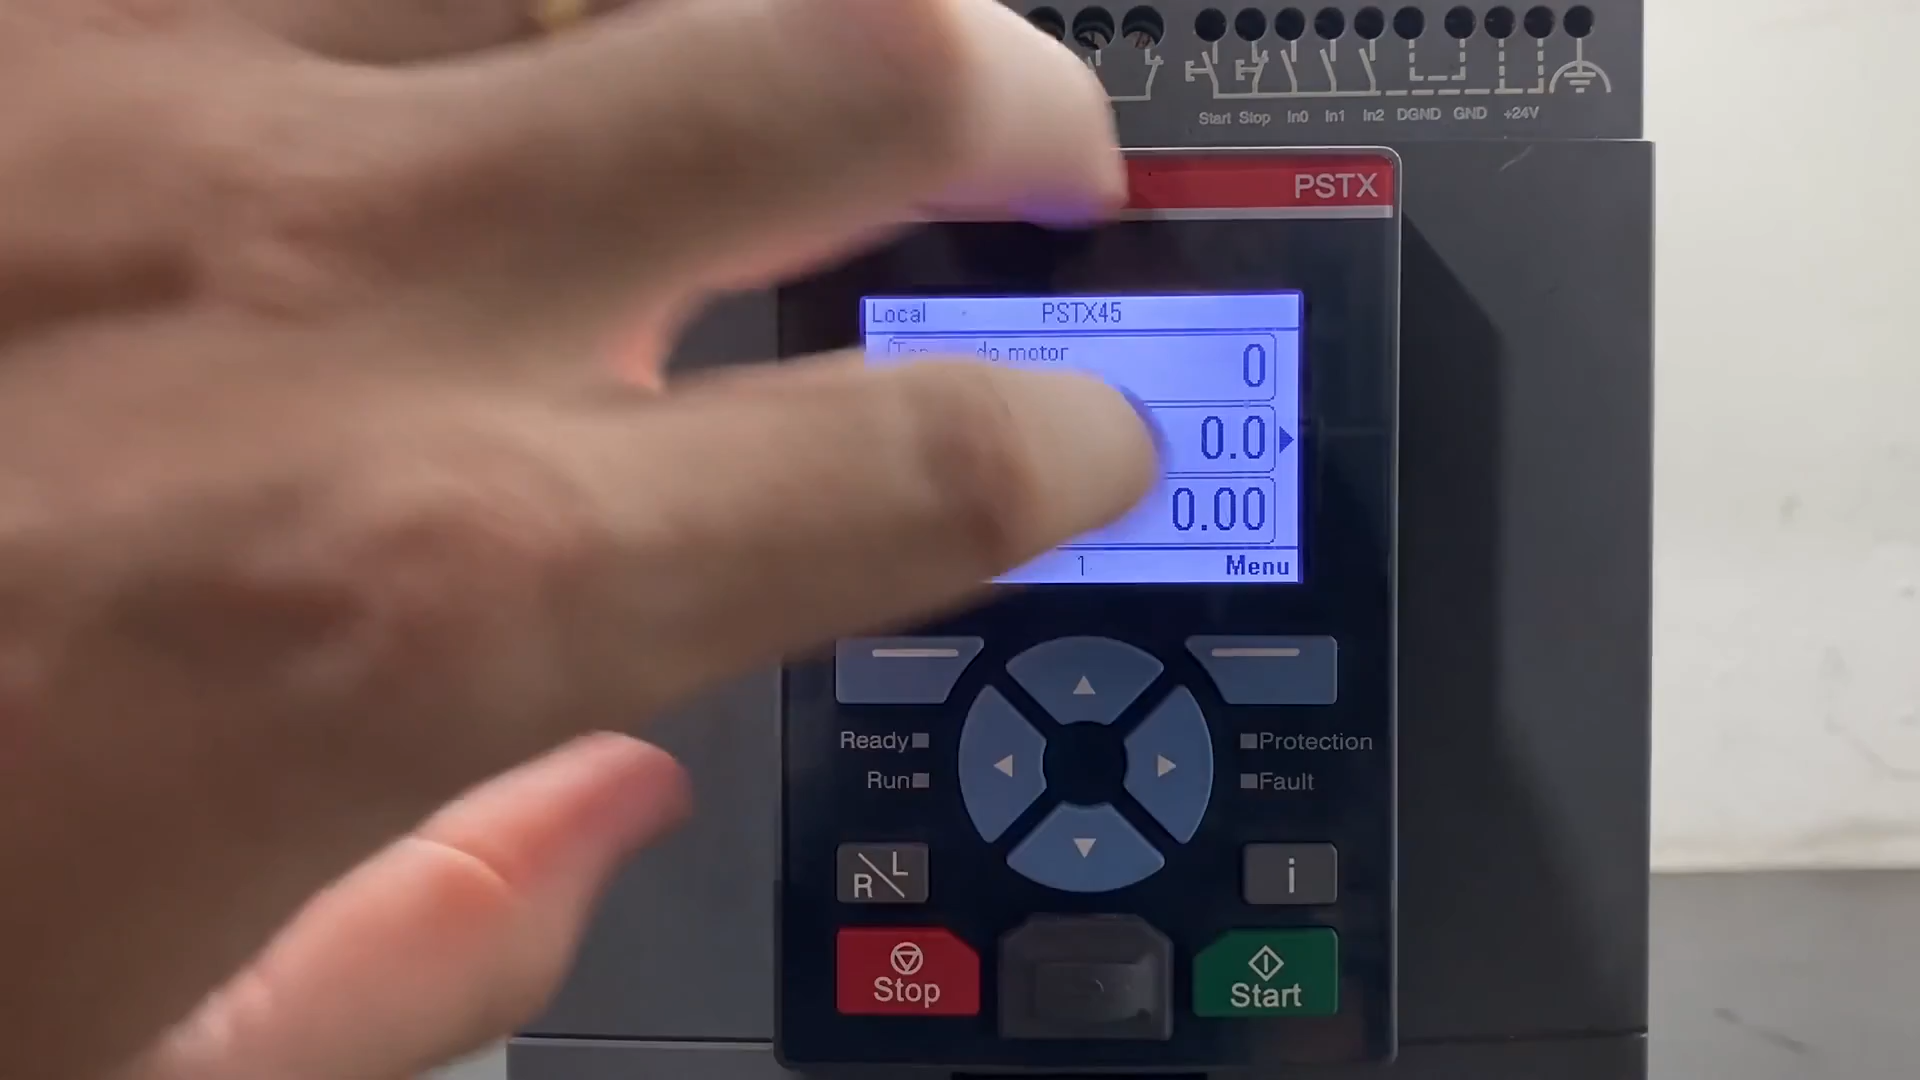 Start Stop In0 In1 In2 DGND GND +24V
PSTX
Local PSTX45
do motor 0
0.0
0.00
1 Menu
Ready Protection
Run Fault
R L i
Stop Start